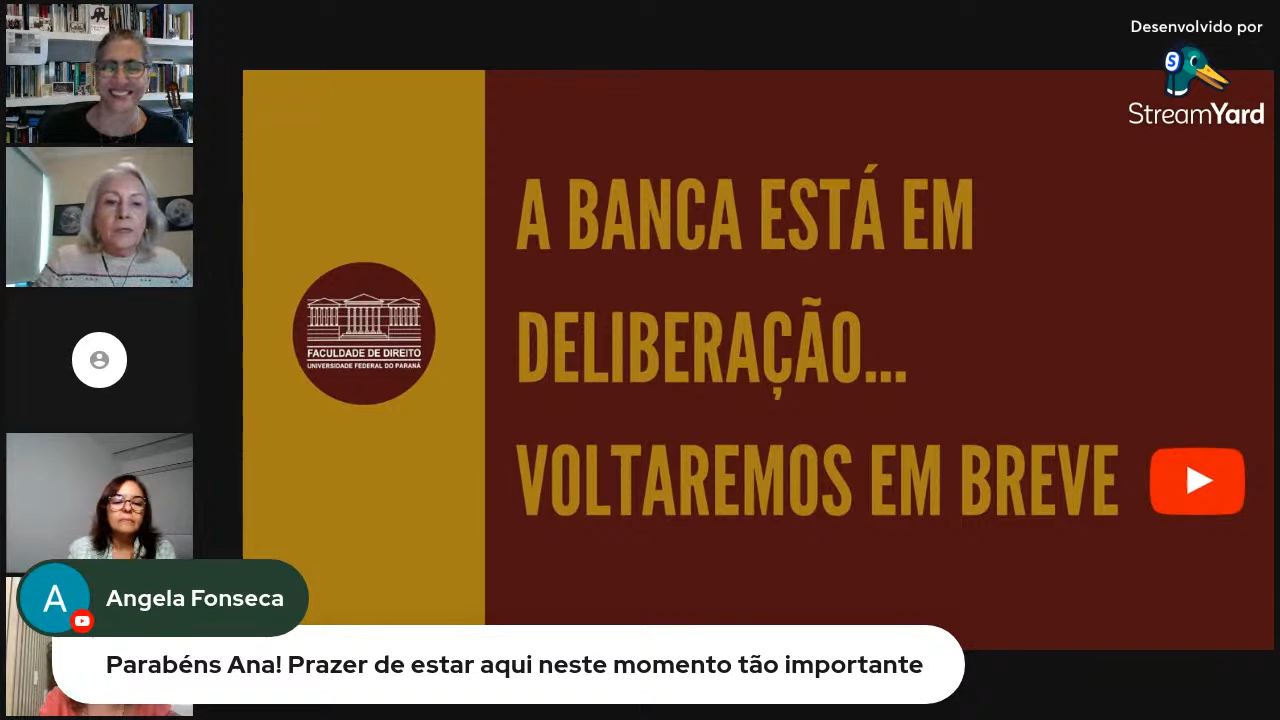 Desenvolvido por
StreamYard
A BANCA ESTÁ EM
DELIBERAÇÃO...
VOLTAREMOS EM BREVE
FACULDADE DE DIREITO
UNIVERSIDADE FEDERAL DO PARANÁ
A
Angela Fonseca
Parabéns Ana! Prazer de estar aqui neste momento tão importante